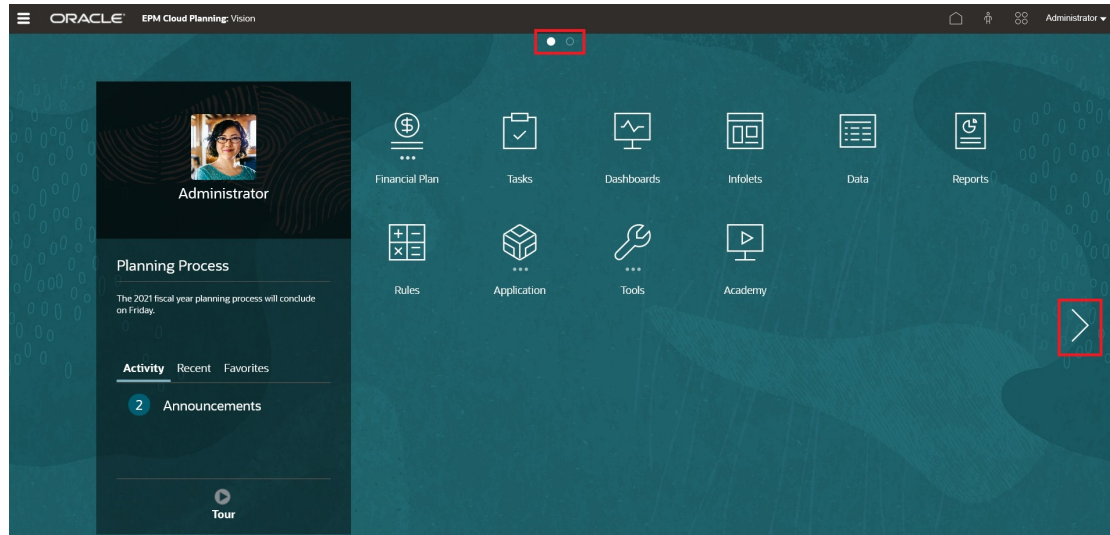 ORACLE EPM Cloud Planning: Vision Administrator
Administrator
Financial Plan Tasks Dashboards Infolets Data Reports
Rules Application Tools Academy
Planning Process
The 2021 fiscal year planning process will conclude
on Friday.
Activity Recent Favorites
2 Announcements
Tour